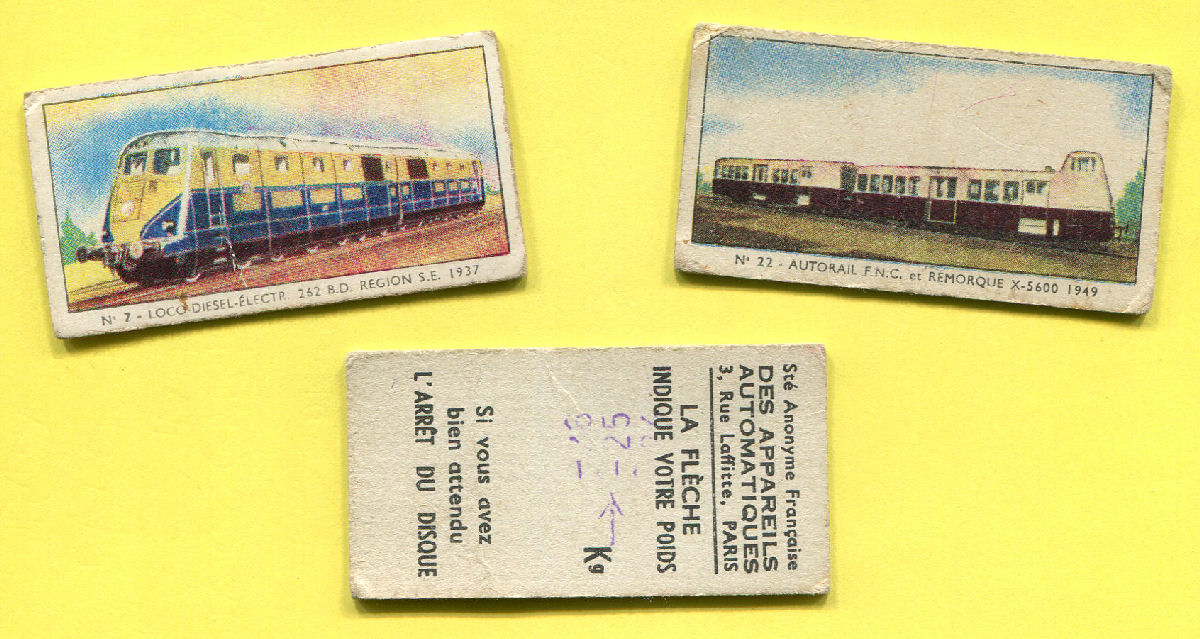 Nº 7 - LOCO-DIESEL-ÉLECTR. 262 B.D. REGION S.E. 1937
Nº 22 - AUTORAIL F.N.C. et REMORQUE X-5600 1949
Sté Anonyme Française
DES APPAREILS
AUTOMATIQUES
3, Rue Laffitte, PARIS
LA FLÈCHE
INDIQUE VOTRE POIDS
Kg
Si vous avez
bien attendu
L'ARRÊT DU DISQUE